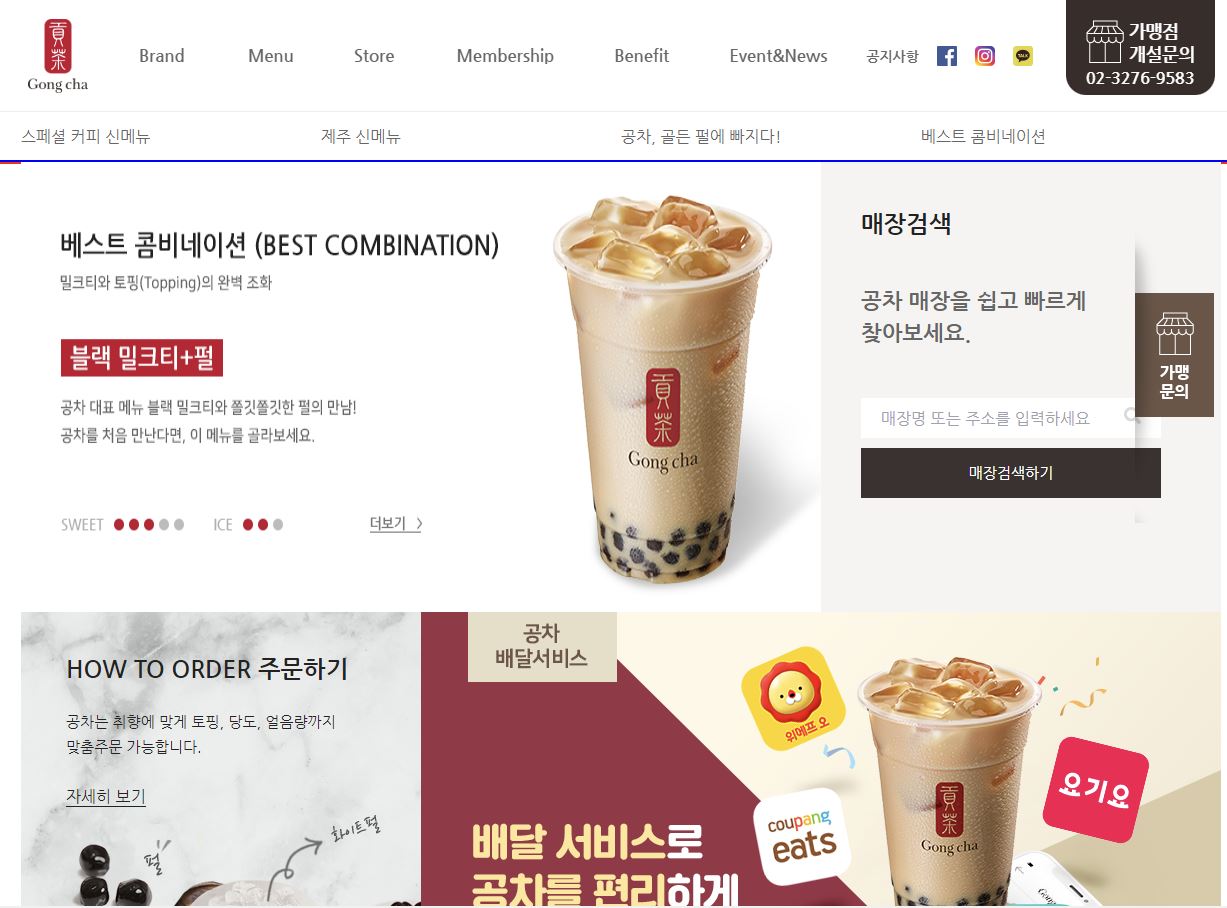 貢茶
Gong cha
Brand
Menu
Store
Membership
Benefit
Event&News
공지사항
TALK
가맹점
개설문의
02-3276-9583
스페셜 커피 신메뉴
제주 신메뉴
공차, 골든 펄에 빠지다!
베스트 콤비네이션
베스트 콤비네이션 (BEST COMBINATION)
밀크티와 토핑(Topping)의 완벽 조화
블랙 밀크티+펄
공차 대표 메뉴 블랙 밀크티와 쫄깃쫄깃한 펄의 만남!
공차를 처음 만난다면, 이 메뉴를 골라보세요.
SWEET
ICE
더보기
貢茶
Gong cha
매장검색
공차 매장을 쉽고 빠르게
찾아보세요.
매장명 또는 주소를 입력하세요
매장검색하기
가맹
문의
HOW TO ORDER 주문하기
공차는 취향에 맞게 토핑, 당도, 얼음량까지
맞춤주문 가능합니다.
자세히 보기
펄
화이트펄
공차
배달서비스
배달 서비스로
공차를 편리하게
위메프오
coupang
eats
요기요
貢茶
Gong cha
Gong cha